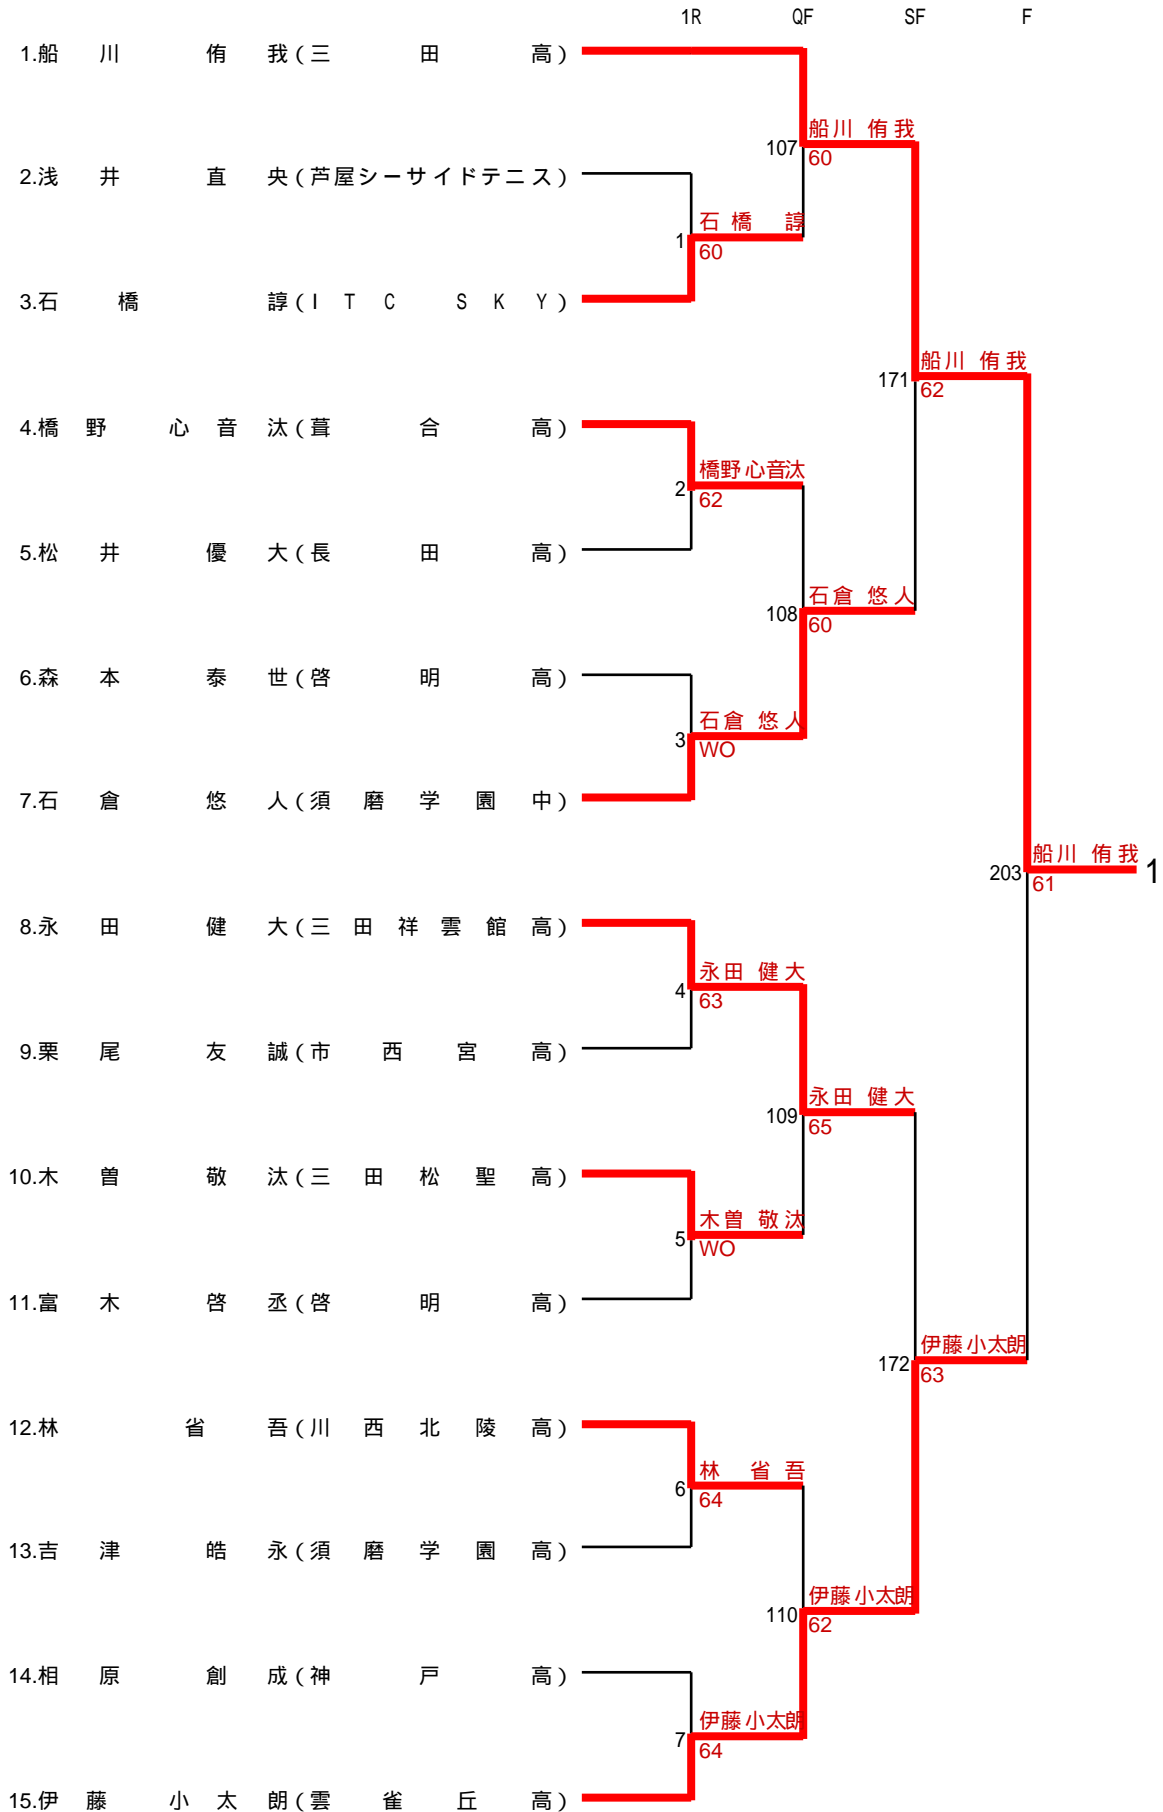 1R QF SF F
1.船川 侑我(三田高)
船川 侑我
107
60
2.浅井 直央(芦屋シーサイドテニス)
石橋 諄
1
60
3.石橋 諄(ITC SKY)
船川 侑我
171
62
4.橋野 心音汰(葺合高)
橋野 心音汰
2
62
5.松井 優大(長田高)
石倉 悠人
108
60
6.森本 泰世(啓明高)
石倉 悠人
3
WO
7.石倉 悠人(須磨学園中)
船川 侑我
203
61
1
8.永田 健大(三田祥雲館高)
永田 健大
4
63
9.栗尾 友誠(市西宮高)
永田 健大
109
65
10.木曽 敬汰(三田松聖高)
木曽 敬汰
5
WO
11.富木 啓丞(啓明高)
伊藤 小太朗
172
63
12.林 省吾(川西北陵高)
林 省吾
6
64
13.吉津 皓永(須磨学園高)
伊藤 小太朗
110
62
14.相原 創成(神戸高)
伊藤 小太朗
7
64
15.伊藤 小太朗(雲雀丘高)